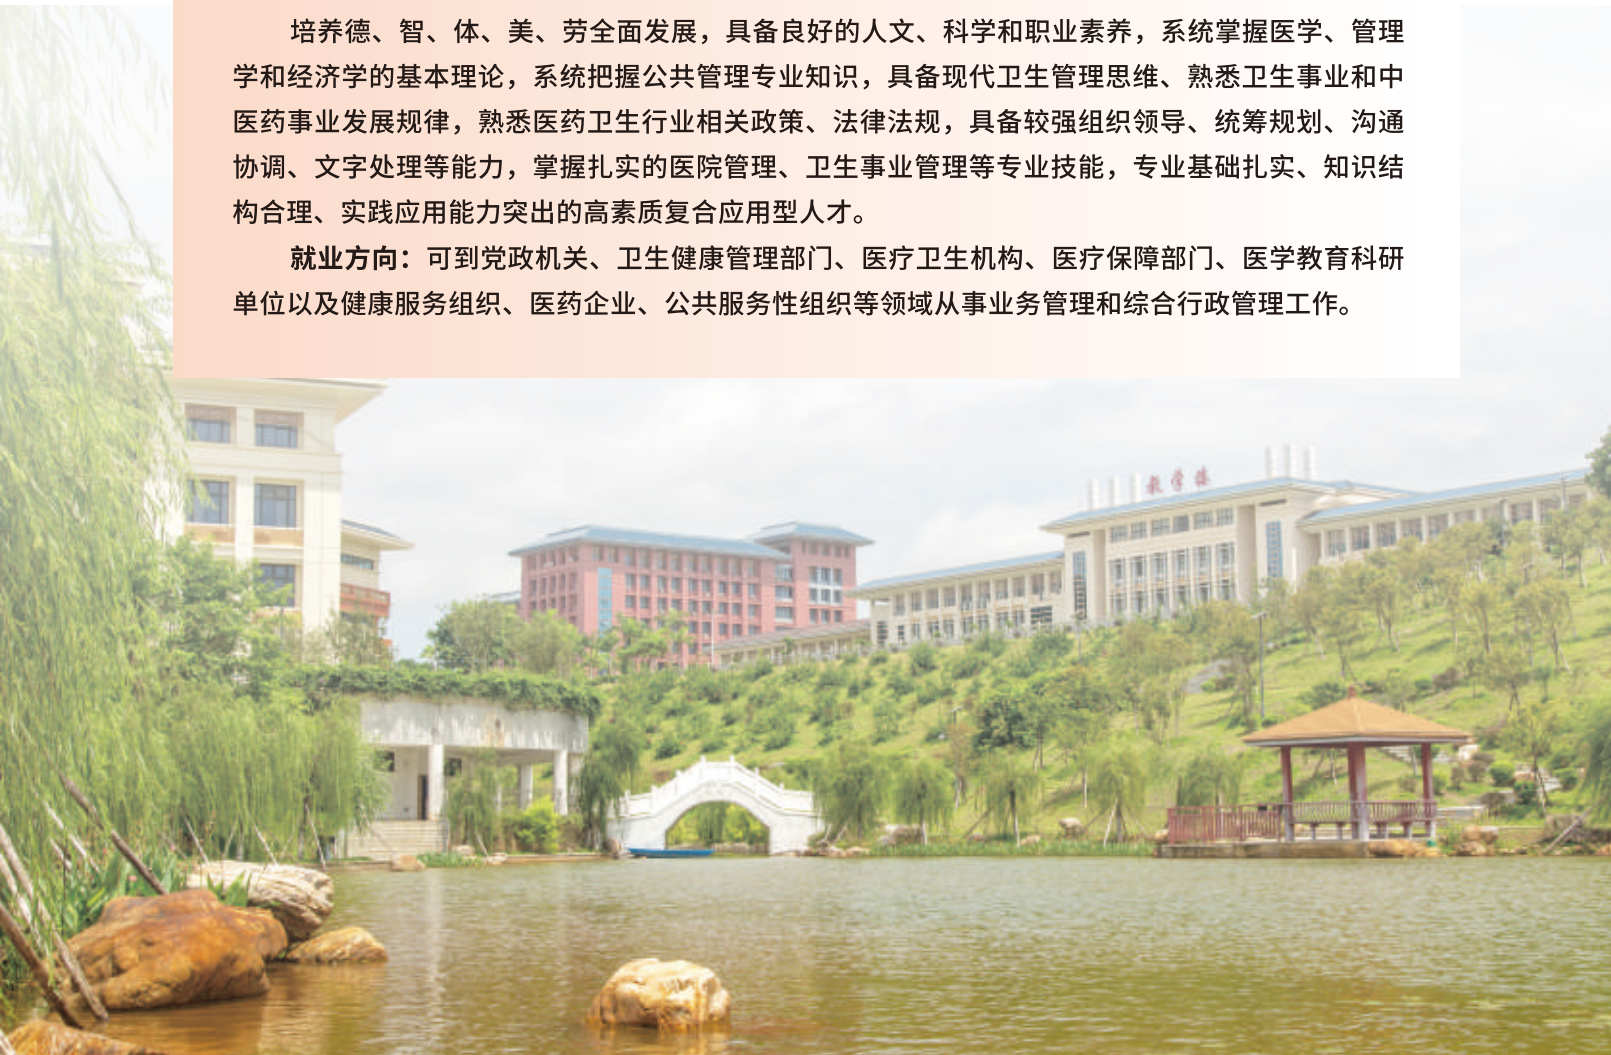 培养德、智、体、美、劳全面发展，具备良好的人文、科学和职业素养，系统掌握医学、管理
学和经济学的基本理论，系统把握公共管理专业知识，具备现代卫生管理思维、熟悉卫生事业和中
医药事业发展规律，熟悉医药卫生行业相关政策、法律法规，具备较强组织领导、统筹规划、沟通
协调、文字处理等能力，掌握扎实的医院管理、卫生事业管理等专业技能，专业基础扎实、知识结
构合理、实践应用能力突出的高素质复合应用型人才。
就业方向：可到党政机关、卫生健康管理部门、医疗卫生机构、医疗保障部门、医学教育科研
单位以及健康服务组织、医药企业、公共服务性组织等领域从事业务管理和综合行政管理工作。
教学楼